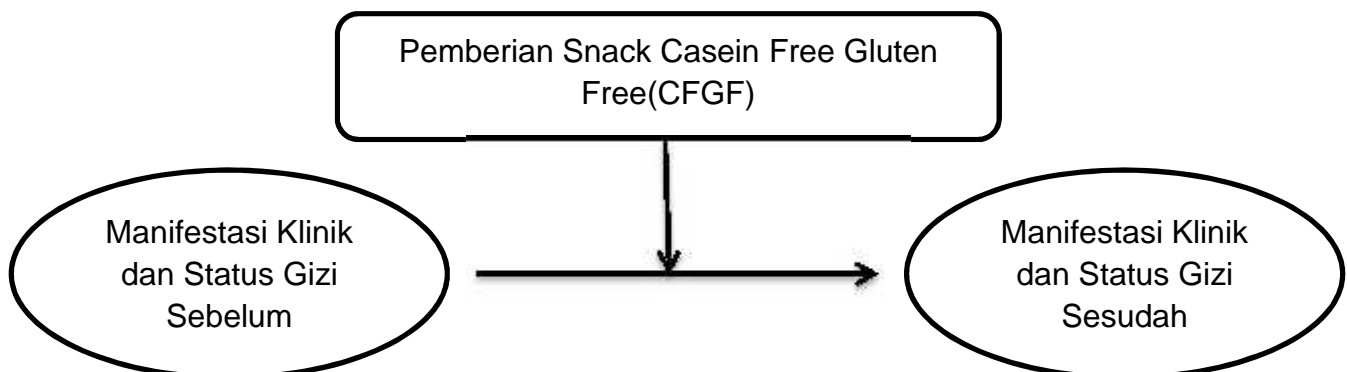 Pemberian Snack Casein Free Gluten
Free(CFGF)
Manifestasi Klinik
dan Status Gizi
Sebelum
Manifestasi Klinik
dan Status Gizi
Sesudah